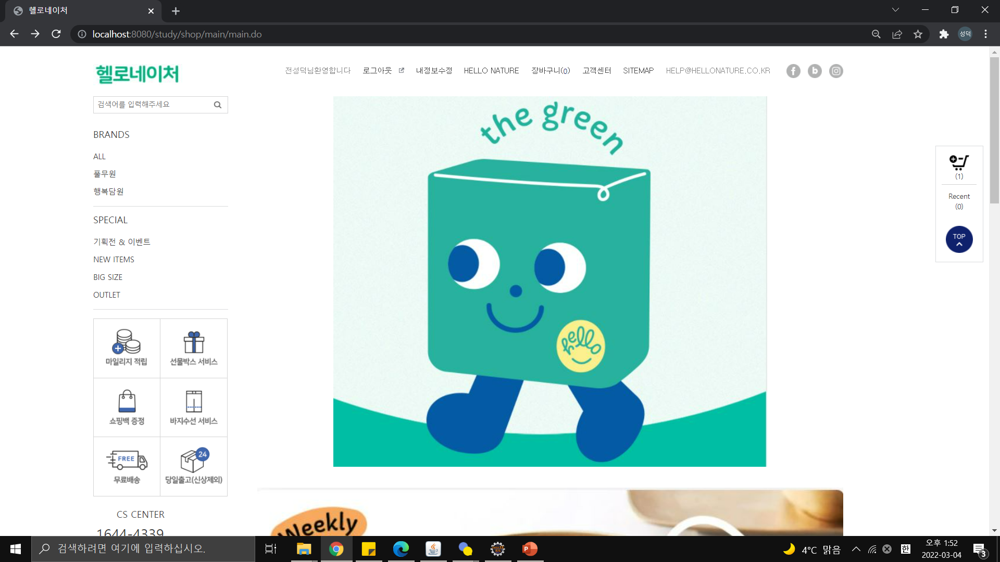 헬로네이처
localhost:8080/study/shop/main/main.do
성덕
헬로네이처
전성덕님환영합니다 로그아웃 내정보수정 HELLO NATURE 장바구니(0) 고객센터 SITEMAP HELP@HELLONATURE.CO.KR
검색어를 입력해주세요
BRANDS
ALL
풀무원
행복담원
SPECIAL
기획전 & 이벤트
NEW ITEMS
BIG SIZE
OUTLET
마일리지 적립 선물박스 서비스
쇼핑백 증정 바지수선 서비스
FREE 24
무료배송 당일출고(신상제외)
CS CENTER
1644-4339
the green
hello
Weekly
(1)
Recent
(0)
TOP
검색하려면 여기에 입력하십시오.
4°C 맑음
한
오후 1:52
2022-03-04
3